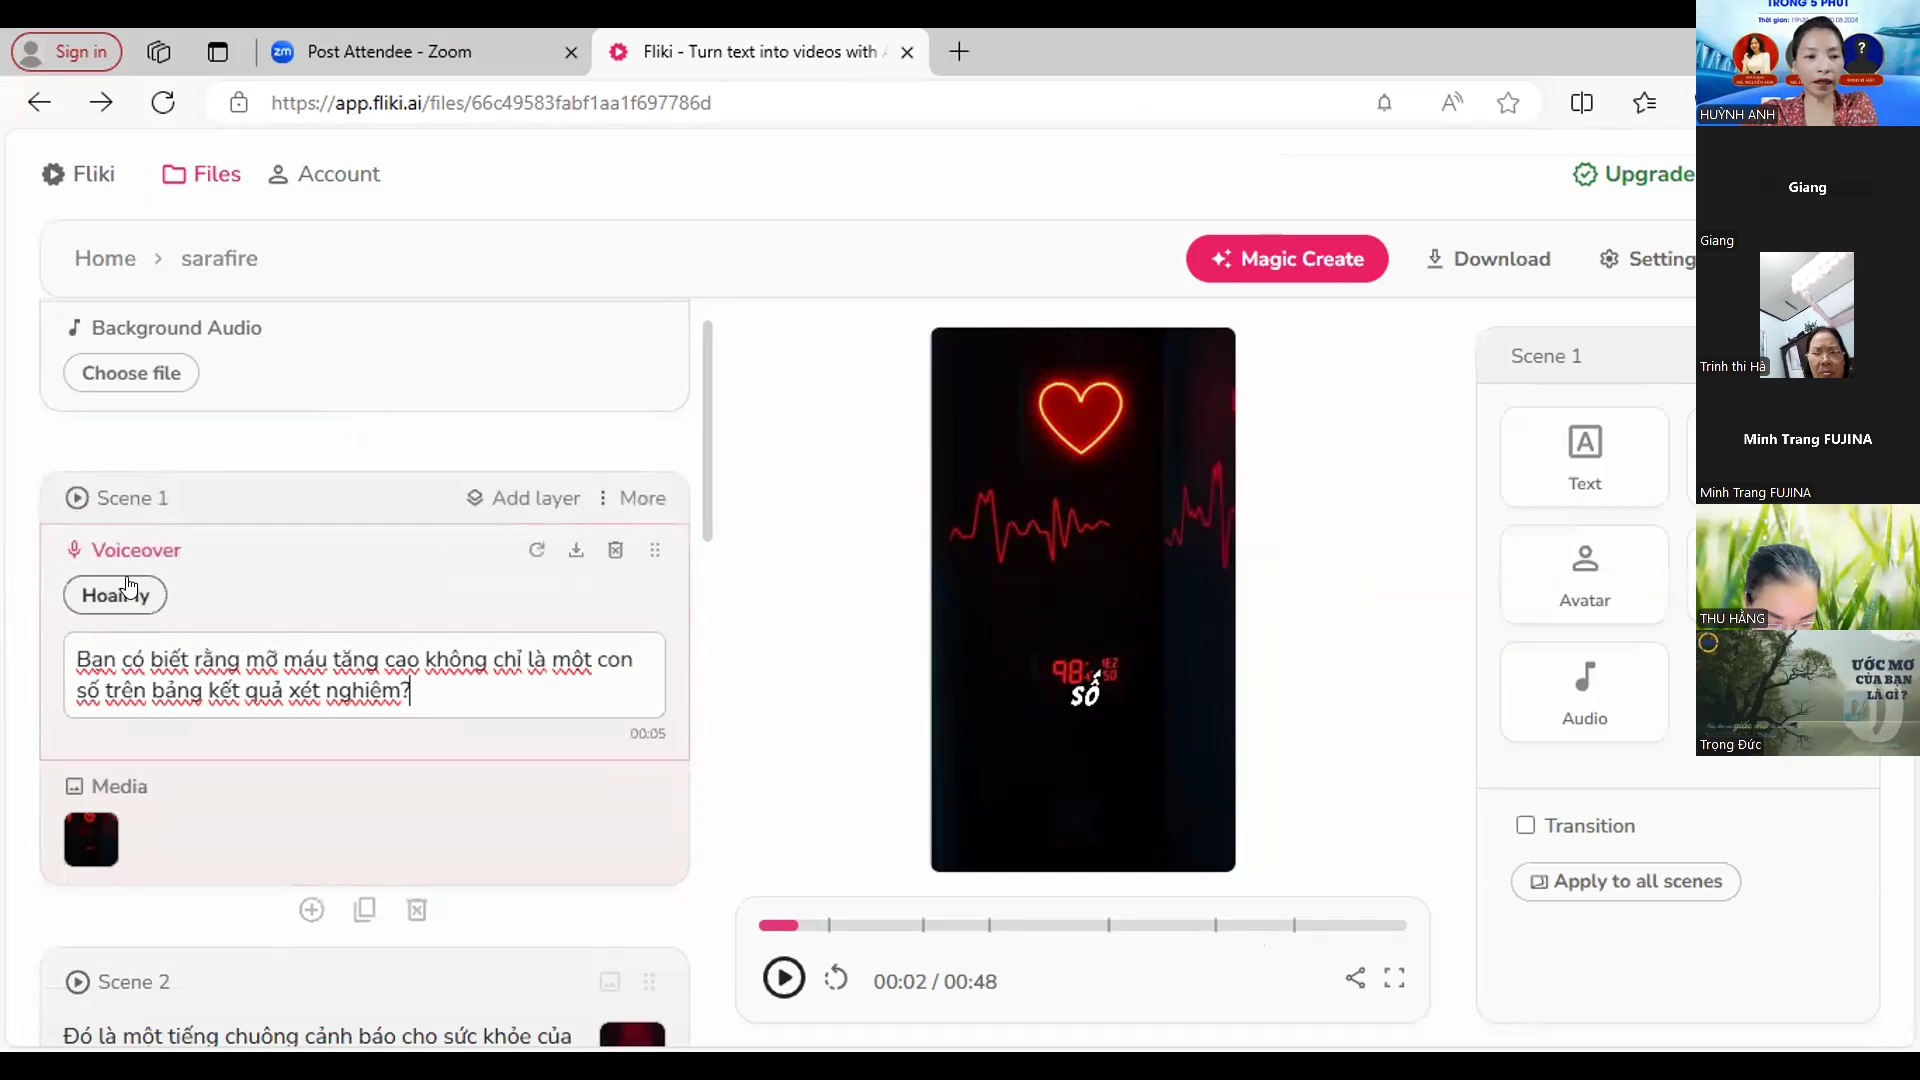 Sign in
Post Attendee - Zoom
Fliki - Turn text into videos with
https://app.fliki.ai/files/66c49583fabf1aa1f697786d
Fliki
Files
Account
Upgrade
Home > sarafire
Magic Create
Download
Setting
Background Audio
Choose file
Scene 1
Add layer
More
Voiceover
Bạn có biết rằng mỡ máu tăng cao không chỉ là một con
số trên bảng kết quả xét nghiệm?
00:05
Media
Scene 2
Đó là một tiếng chuông cảnh báo cho sức khỏe của
98
SỐ
00:02 / 00:48
Scene 1
Text
Avatar
Audio
Transition
Apply to all scenes
TRONG 5 PHÚT
HUỲNH ANH
Giang
Giang
Trinh thi Hà
Minh Trang FUJINA
Minh Trang FUJINA
THU HẰNG
ƯỚC MƠ
CỦA BẠN
LÀ GÌ ?
Trọng Đức